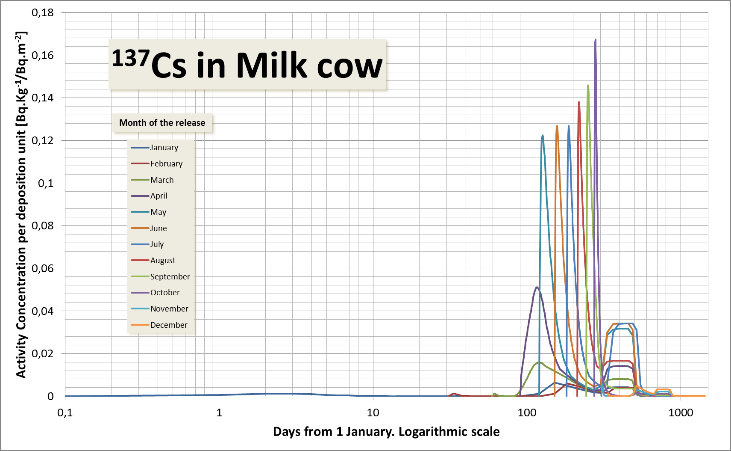 0,18
0,16
0,14
0,12
0,1
0,08
0,06
0,04
0,02
0
Activity Concentration per deposition unit [Bq.Kg⁻¹/Bq.m⁻²]
¹³⁷Cs in Milk cow
Month of the release
January
February
March
April
May
June
July
August
September
October
November
December
0,1 1 10 100 1000
Days from 1 January. Logarithmic scale